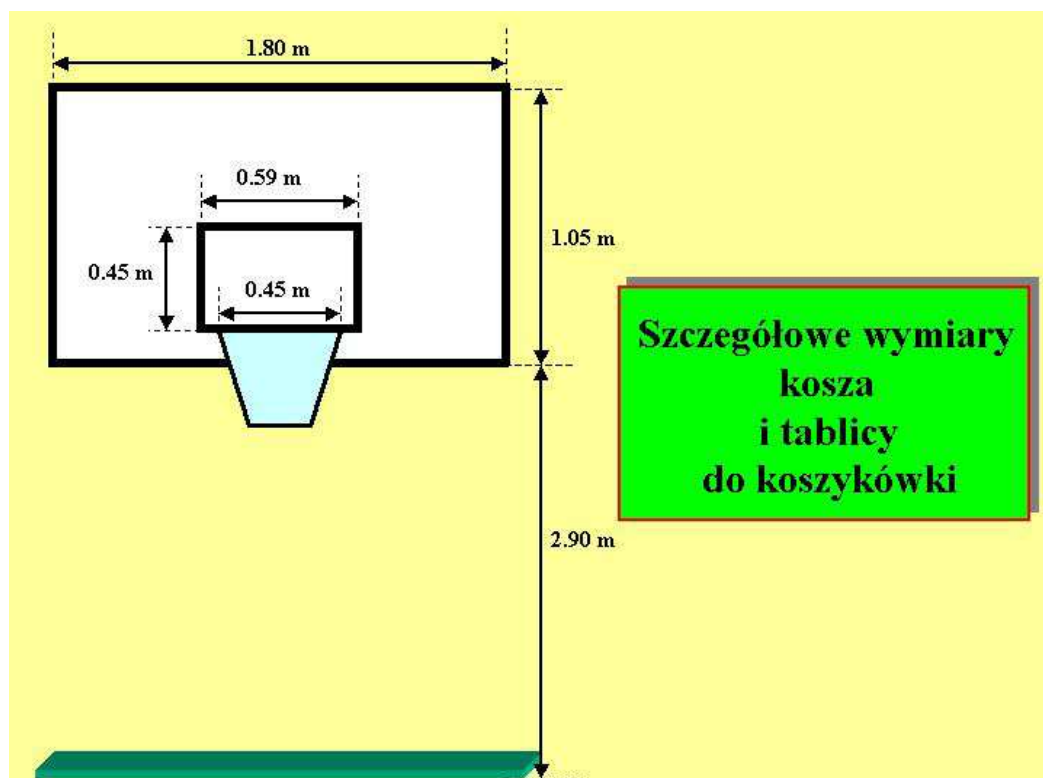 1.80 m
0.59 m
1.05 m
0.45 m
0.45 m
Szczegółowe wymiary
kosza
i tablicy
do koszykówki
2.90 m